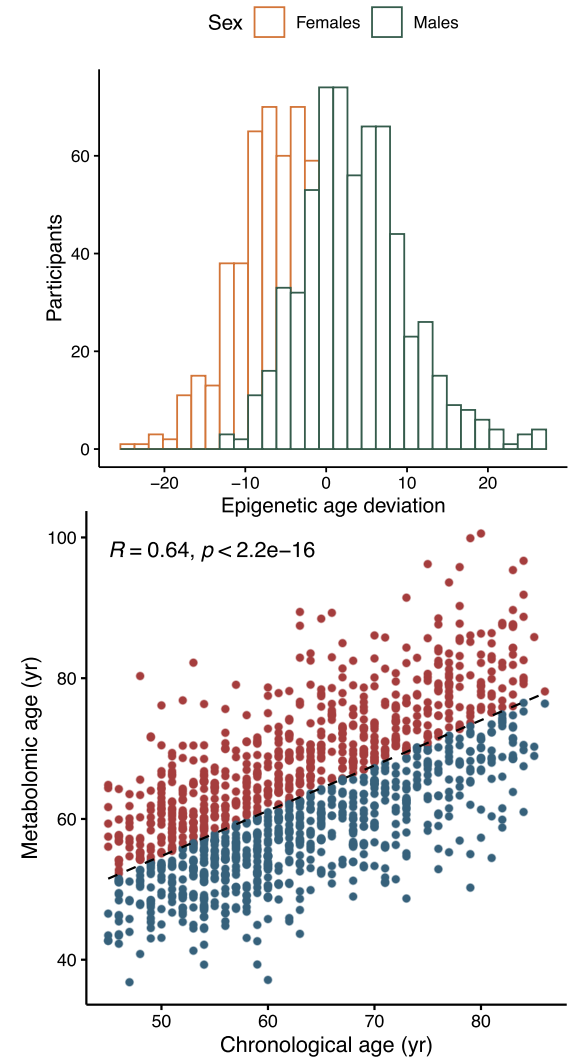 Sex Females Males
60
40
20
0
Participants
−20 −10 0 10 20
Epigenetic age deviation
R = 0.64, p < 2.2e−16
100
80
60
40
Metabolomic age (yr)
50 60 70 80
Chronological age (yr)